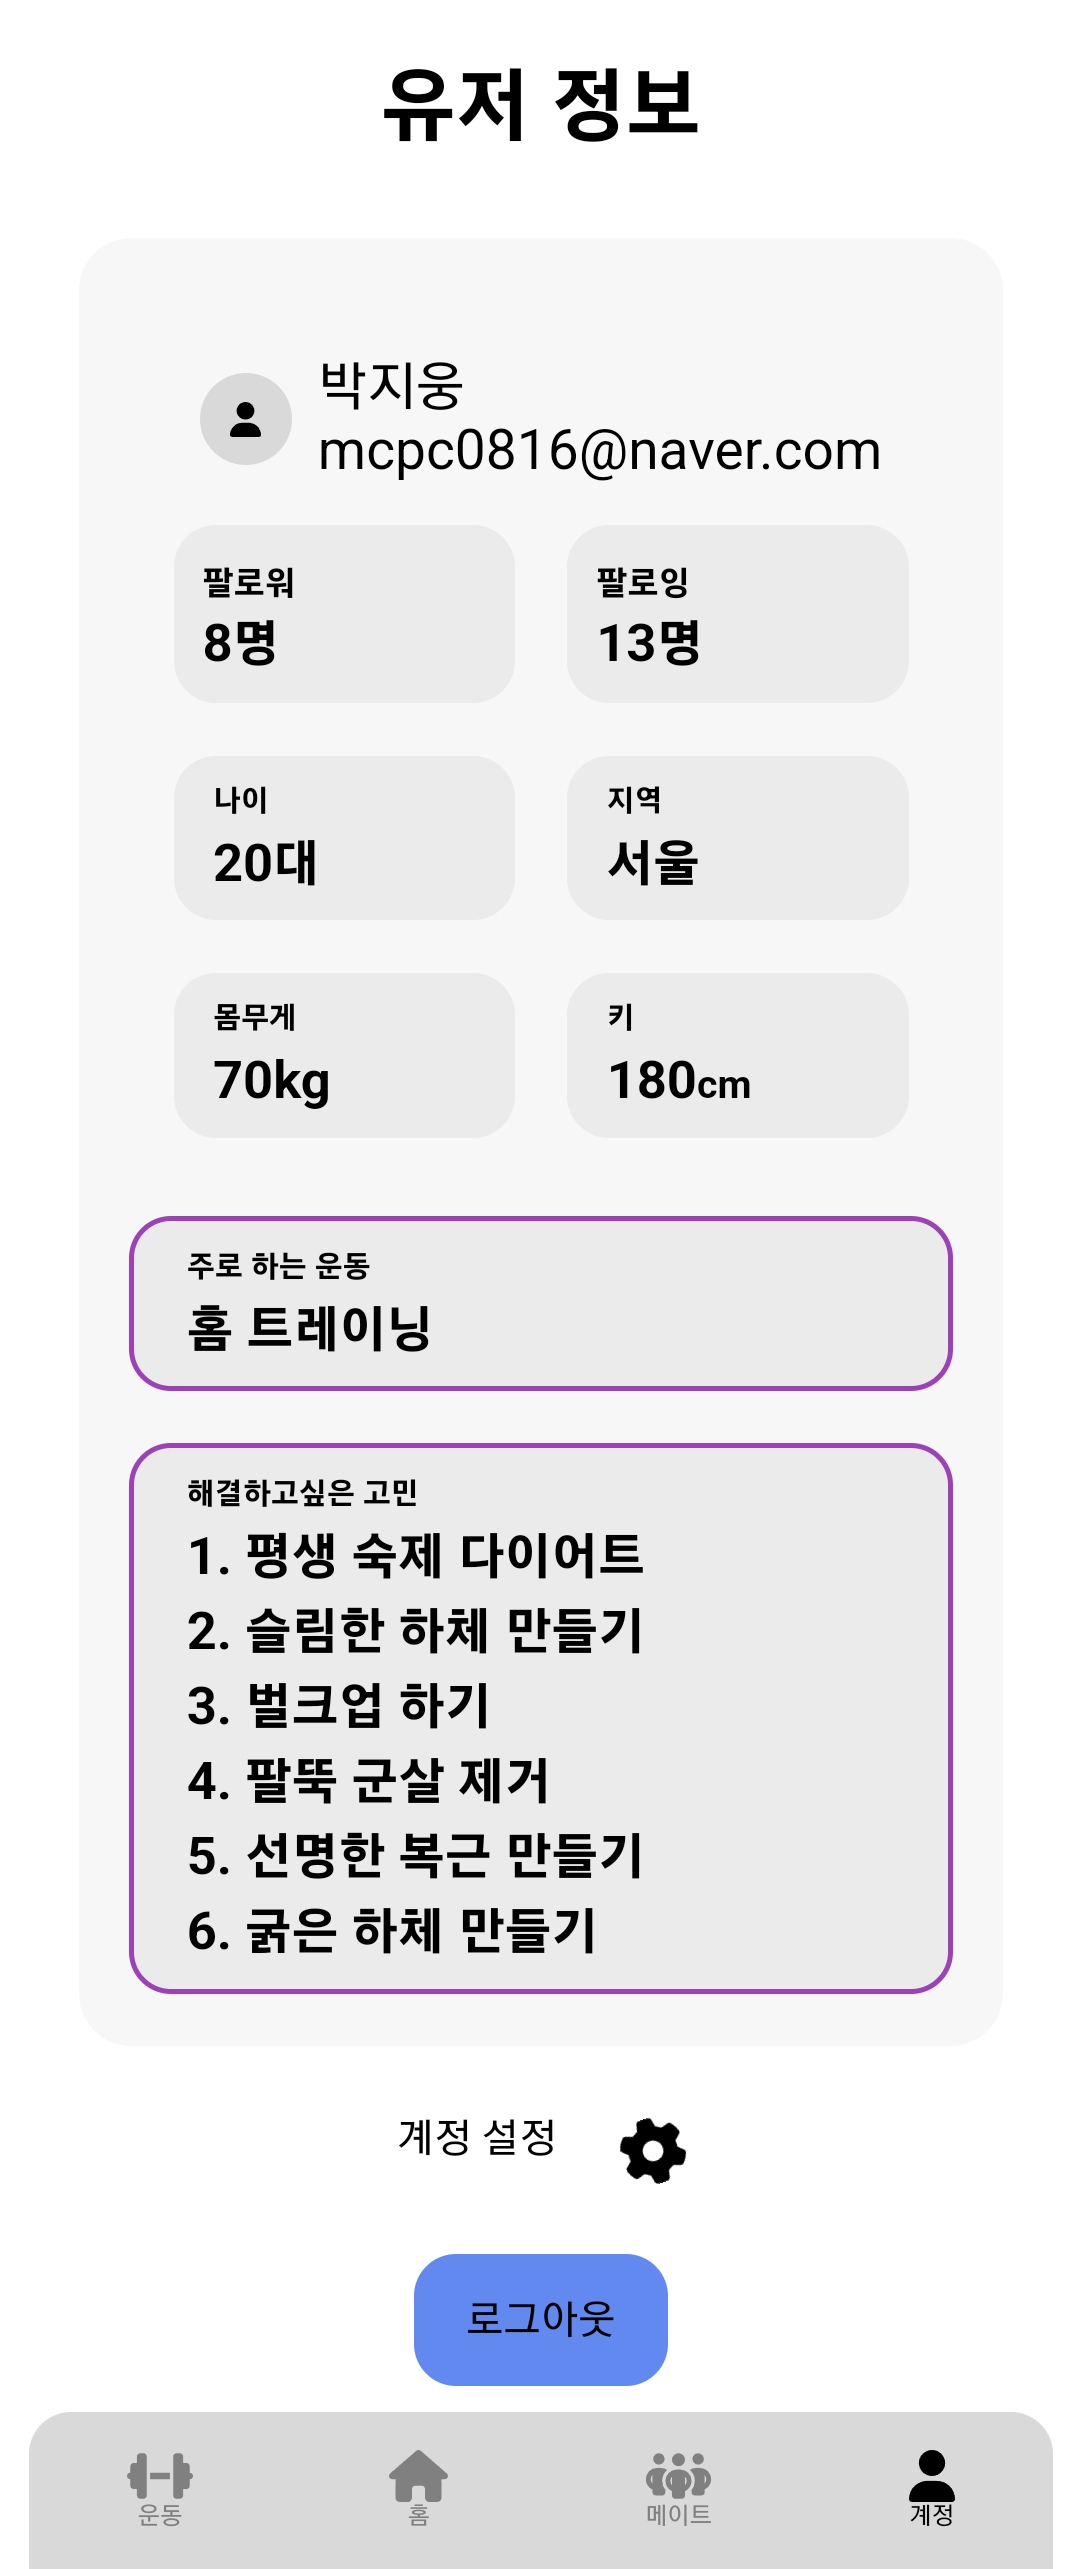 유저 정보
박지웅
mcpc0816@naver.com
팔로워
8명
팔로잉
13명
나이
20대
지역
서울
몸무게
70kg
키
180cm
주로 하는 운동
홈 트레이닝
해결하고싶은 고민
1. 평생 숙제 다이어트
2. 슬림한 하체 만들기
3. 벌크업 하기
4. 팔뚝 군살 제거
5. 선명한 복근 만들기
6. 굵은 하체 만들기
계정 설정
로그아웃
운동
홈
메이트
계정